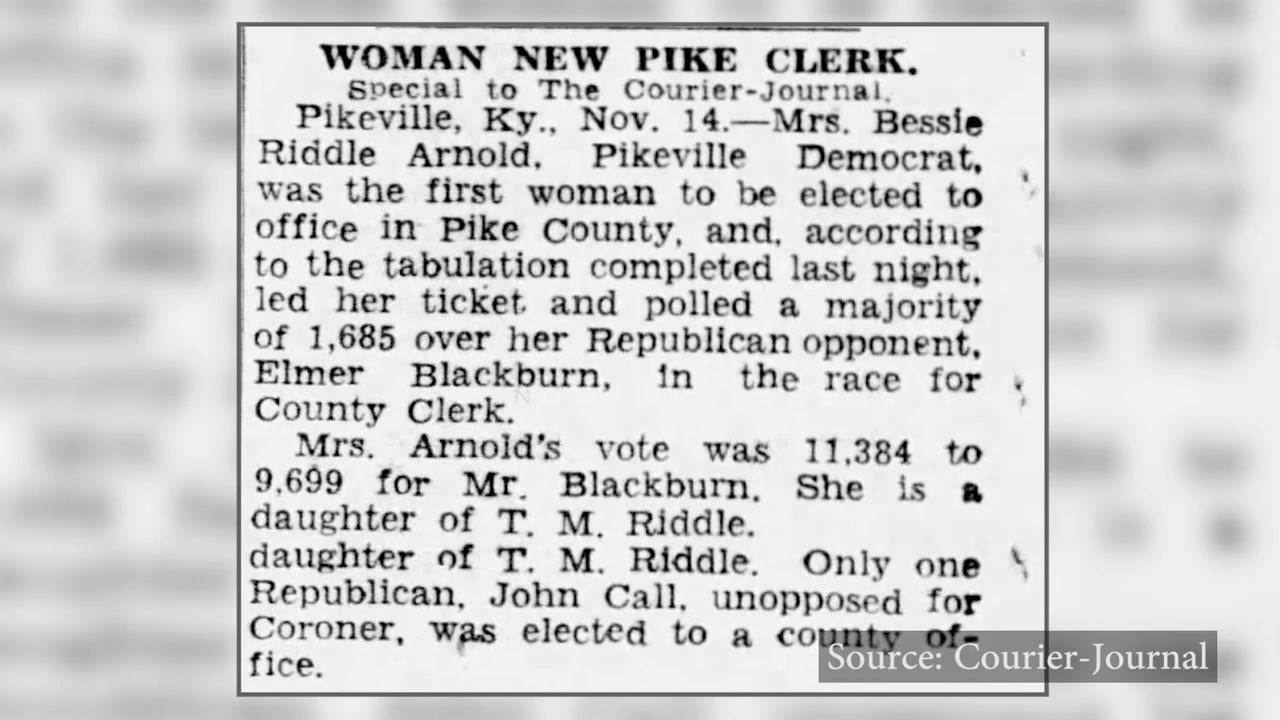 WOMAN NEW PIKE CLERK.
Special to The Courier-Journal.
Pikeville, Ky., Nov. 14.—Mrs. Bessie
Riddle Arnold, Pikeville Democrat,
was the first woman to be elected to
office in Pike County, and, according
to the tabulation completed last night,
led her ticket and polled a majority
of 1,685 over her Republican opponent,
Elmer Blackburn, in the race for
County Clerk.
Mrs. Arnold's vote was 11,384 to
9,699 for Mr. Blackburn. She is a
daughter of T. M. Riddle.
daughter of T. M. Riddle. Only one
Republican, John Call, unopposed for
Coroner, was elected to a county of-
fice.
Source: Courier-Journal